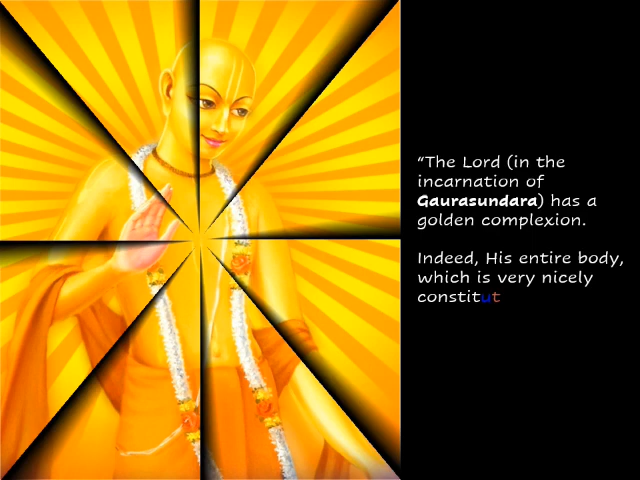 “The Lord (in the
incarnation of
Gaurasundara) has a
golden complexion.
Indeed, His entire body,
which is very nicely
constitut